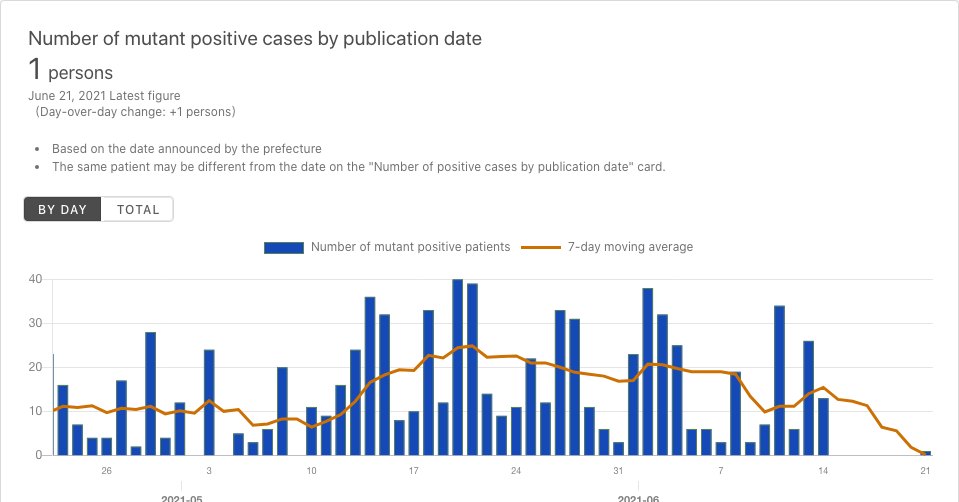 Number of mutant positive cases by publication date
1 persons
June 21, 2021 Latest figure
(Day-over-day change: +1 persons)
• Based on the date announced by the prefecture
• The same patient may be different from the date on the "Number of positive cases by publication date" card.
BY DAY TOTAL
Number of mutant positive patients 7-day moving average
40
30
20
10
0
26 3 10 17 24 31 7 14 21
2021-05 2021-06